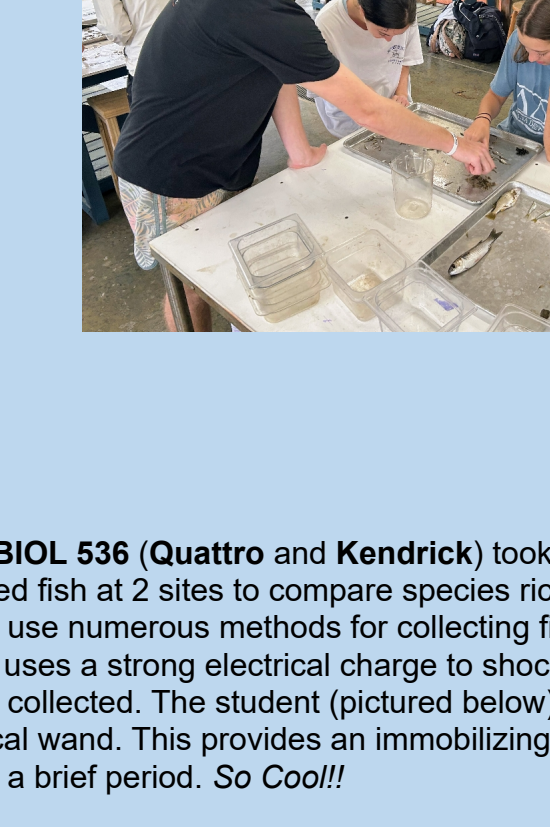 BIOL 536 (Quattro and Kendrick) took
ed fish at 2 sites to compare species ric
use numerous methods for collecting f
uses a strong electrical charge to shoc
collected. The student (pictured below)
cal wand. This provides an immobilizing
a brief period. So Cool!!